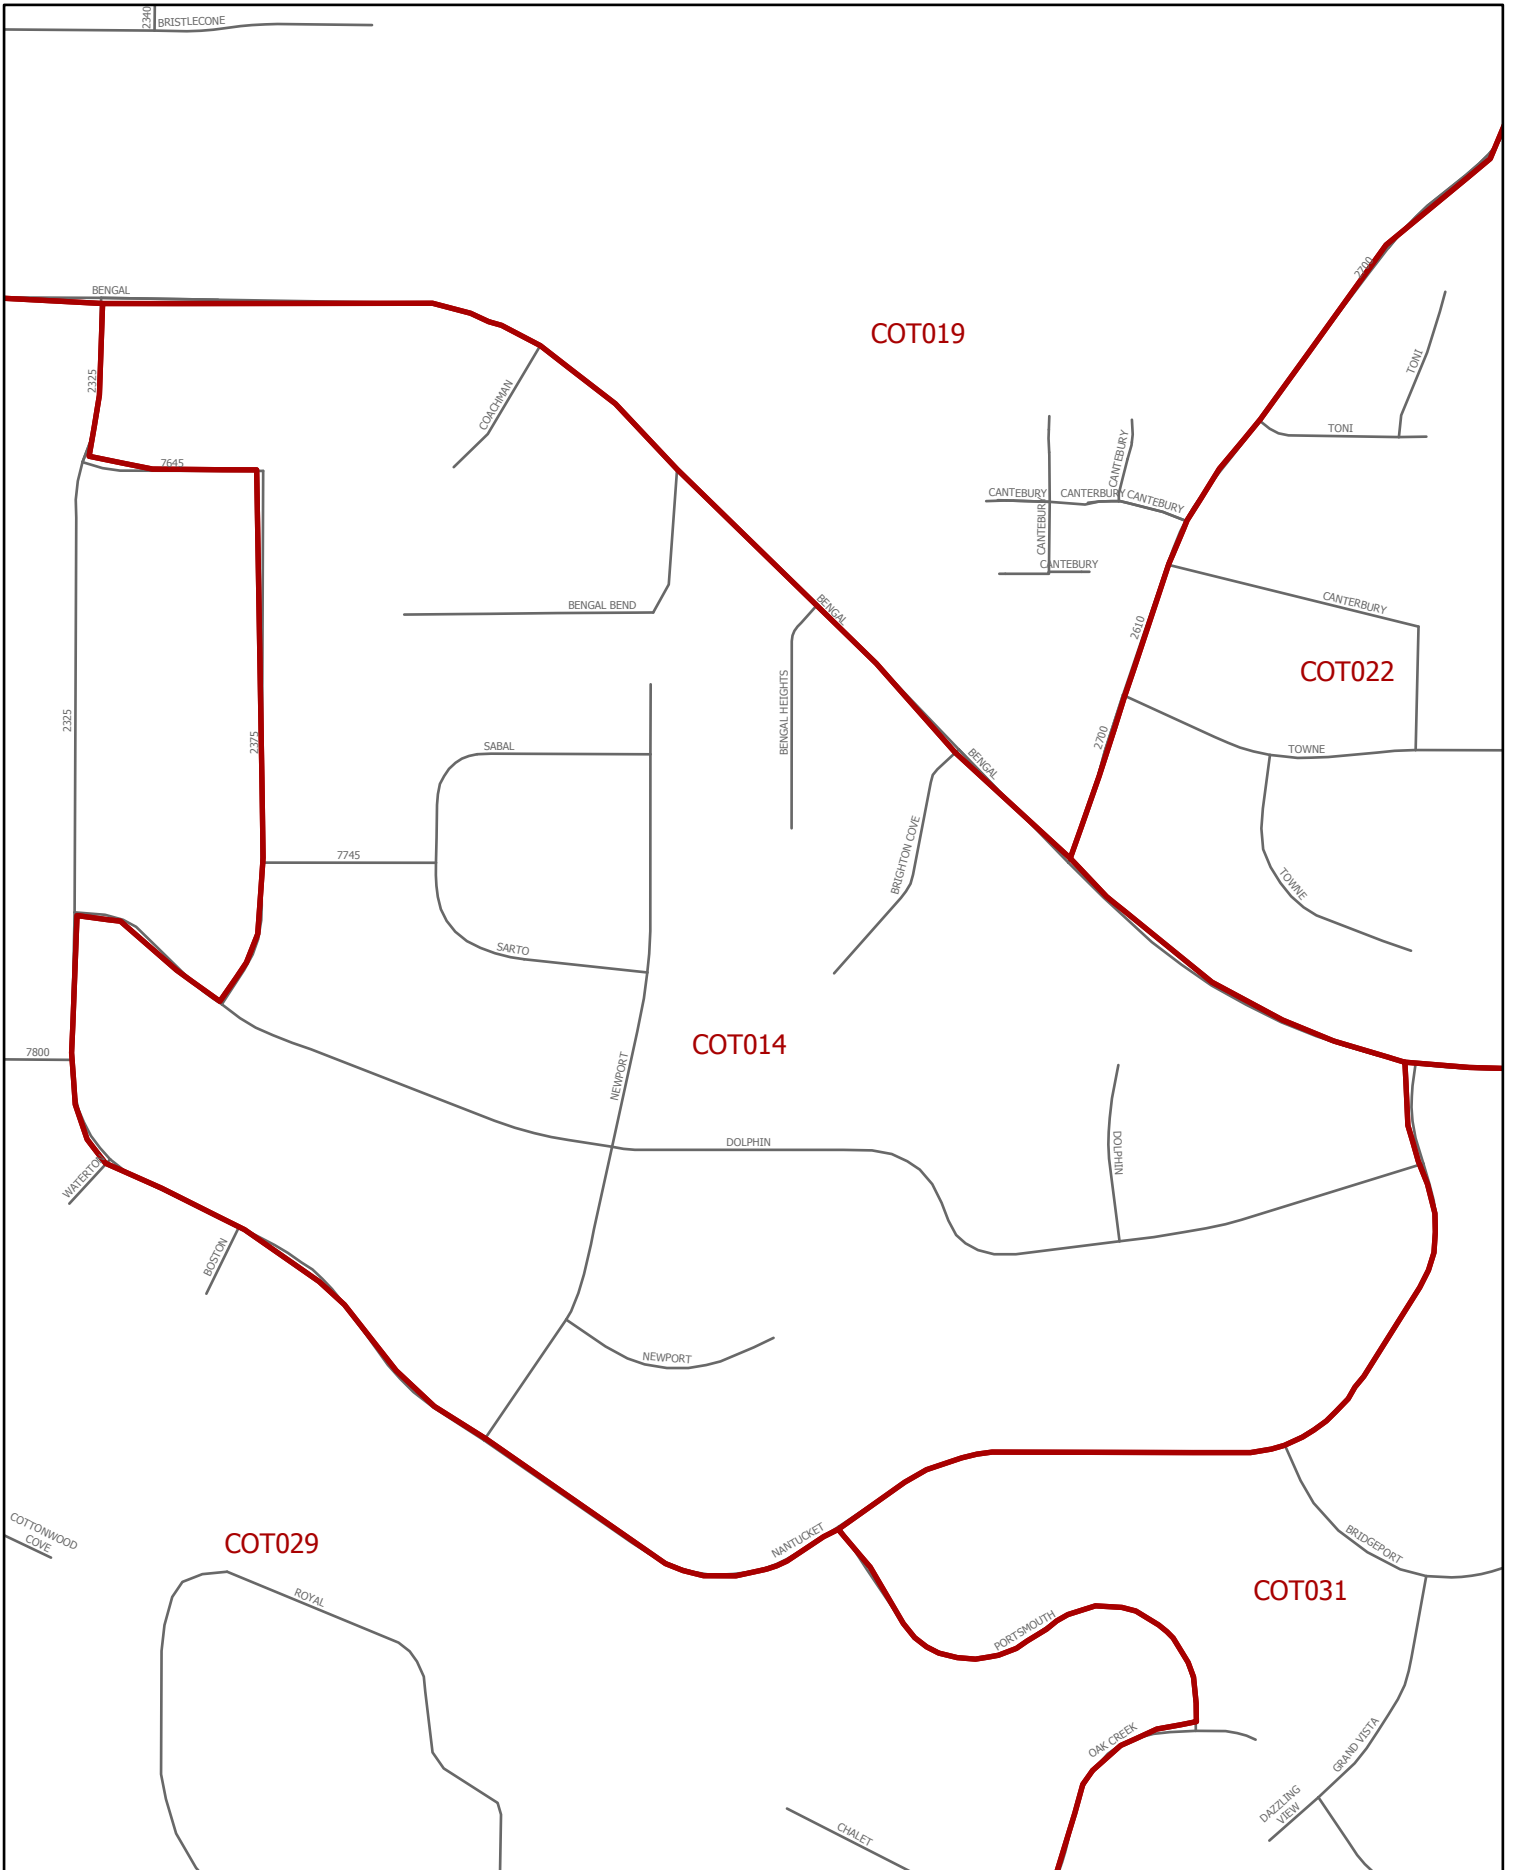 2340
BRISTLECONE
2700
BENGAL
COT019
TONI
2325
COACHMAN
TONI
7645
CANTEBURY
CANTEBURY
CANTERBURY
CANTEBURY
CANTEBURY
CANTEBURY
BENGAL BEND
BENGAL
CANTERBURY
2610
COT022
BENGAL HEIGHTS
2325
2375
SABAL
2700
TOWNE
BENGAL
7745
BRIGHTON COVE
TOWNE
SARTO
COT014
7800
NEWPORT
DOLPHIN
DOLPHIN
BOSTON
NEWPORT
COTTONWOOD
COVE
COT029
NANTUCKET
BRIDGEPORT
COT031
ROYAL
PORTSMOUTH
OAK CREEK
GRAND VISTA
DAZZLING
VIEW
CHALET